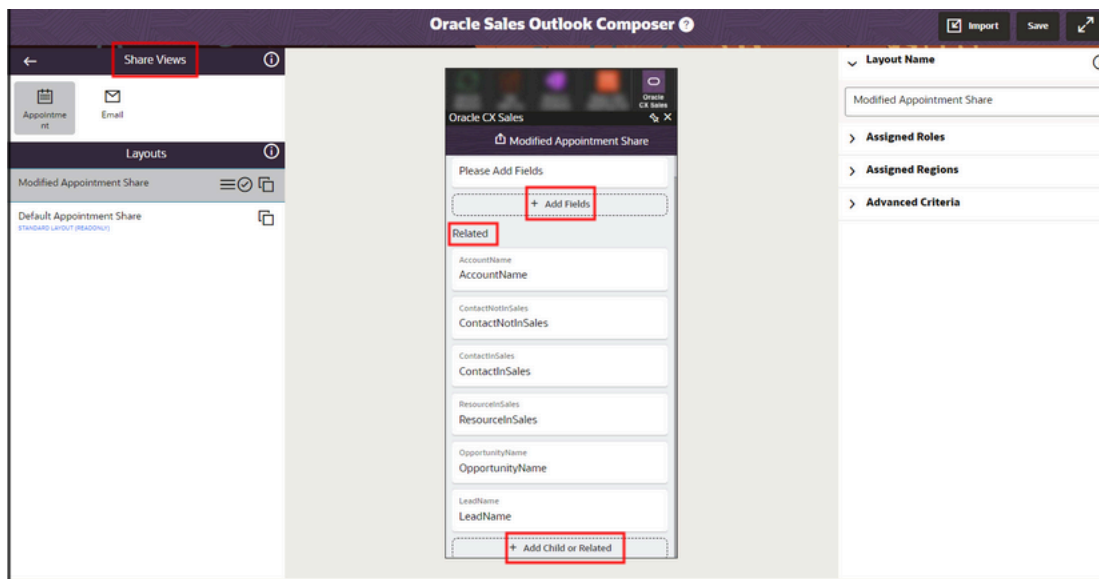 Oracle Sales Outlook Composer
Import
Save
Share Views
Appointme
nt
Email
Layouts
Modified Appointment Share
Default Appointment Share
STANDARD LAYOUT (READONLY)
Oracle
CX Sales
Oracle CX Sales
Modified Appointment Share
Please Add Fields
+ Add Fields
Related
AccountName
AccountName
ContactNotInSales
ContactNotInSales
ContactInSales
ContactInSales
ResourceInSales
ResourceInSales
OpportunityName
OpportunityName
LeadName
LeadName
+ Add Child or Related
Layout Name
Modified Appointment Share
Assigned Roles
Assigned Regions
Advanced Criteria